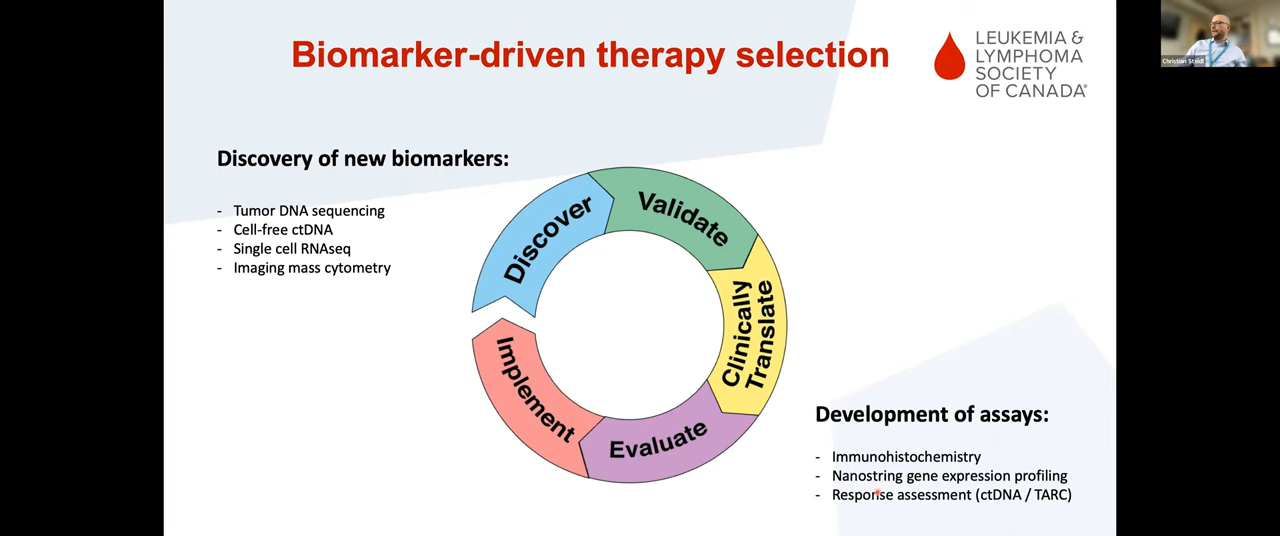 Biomarker-driven therapy selection
LEUKEMIA &
LYMPHOMA
SOCIETY
OF CANADA®
Christian Steidl
Discovery of new biomarkers:
- Tumor DNA sequencing
- Cell-free ctDNA
- Single cell RNAseq
- Imaging mass cytometry
Discover
Validate
Clinically
Translate
Evaluate
Implement
Development of assays:
- Immunohistochemistry
- Nanostring gene expression profiling
- Response assessment (ctDNA / TARC)